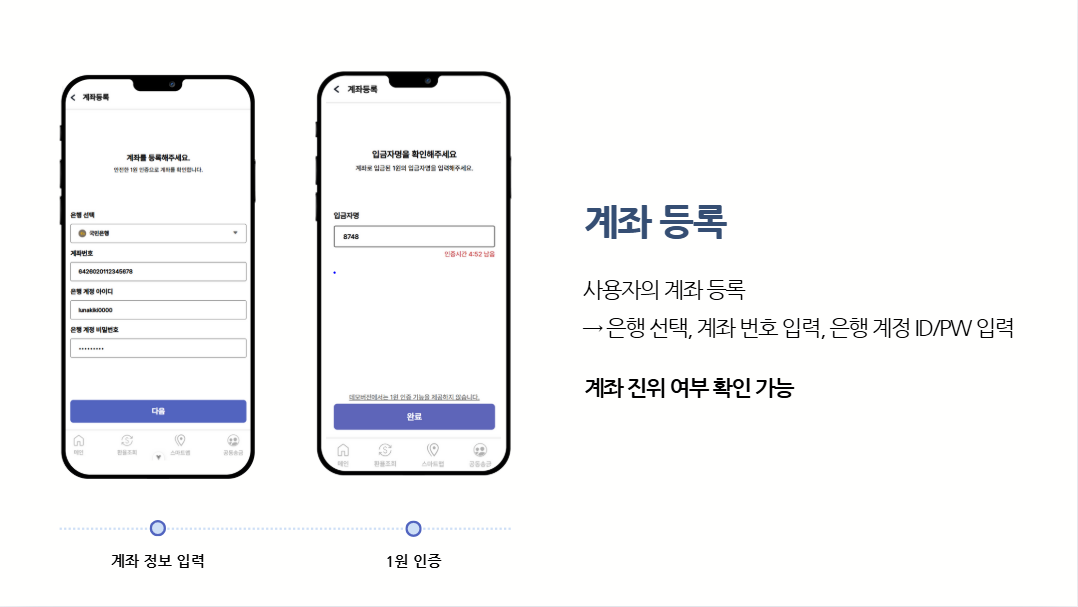 계좌등록
계좌를 등록해주세요.
안전한 1원 인증으로 계좌를 확인합니다.
은행 선택
국민은행
계좌번호
6426020112345678
은행 계정 아이디
lunakiki0000
은행 계정 비밀번호
•••••••••
다음
메인
환율조회
스마트랩
공동송금
계좌등록
입금자명을 확인해주세요
계좌로 입금된 1원의 입금자명을 입력해주세요.
입금자명
8748
인증시간 4:52 남음
데모버전에서는 1원 인증 기능을 제공하지 않습니다.
완료
메인
환율조회
스마트랩
공동송금
계좌 정보 입력
1원 인증
계좌 등록
사용자의 계좌 등록
→ 은행 선택, 계좌 번호 입력, 은행 계정 ID/PW 입력
계좌 진위 여부 확인 가능